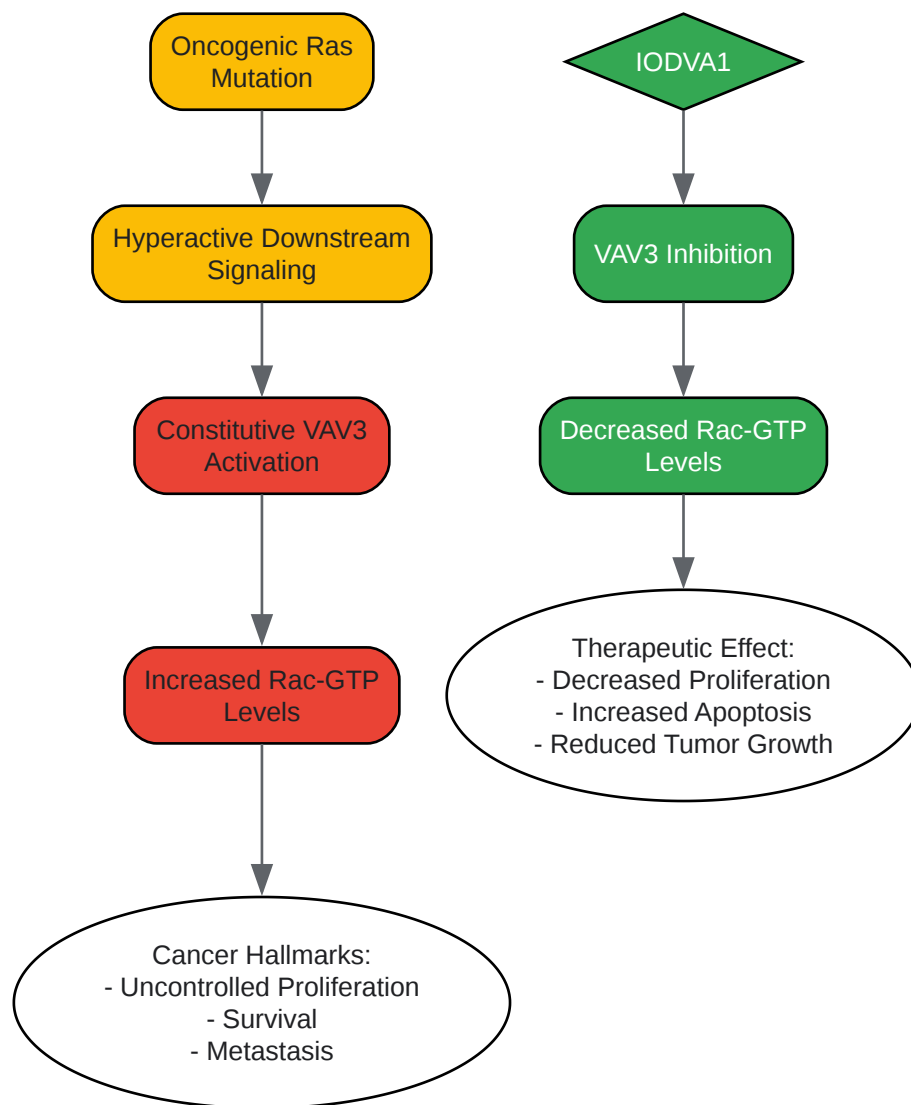 Oncogenic Ras
Mutation
Hyperactive Downstream
Signaling
Constitutive VAV3
Activation
Increased Rac-GTP
Levels
Cancer Hallmarks:
- Uncontrolled Proliferation
- Survival
- Metastasis
IODVA1
VAV3 Inhibition
Decreased Rac-GTP
Levels
Therapeutic Effect:
- Decreased Proliferation
- Increased Apoptosis
- Reduced Tumor Growth